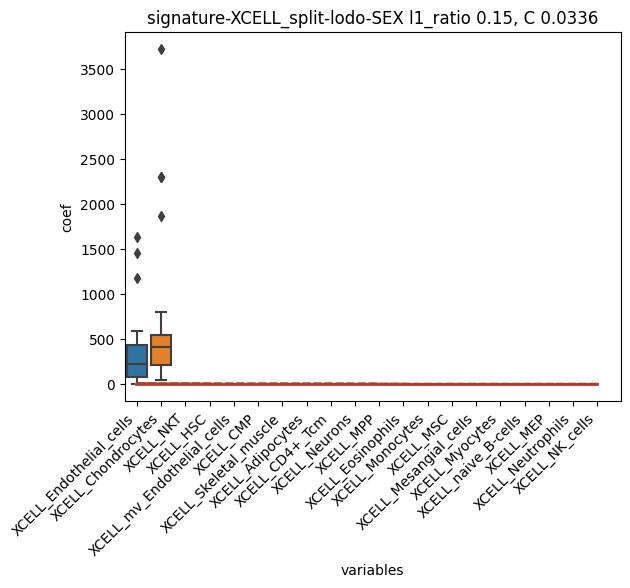 signature-XCELL_split-lodo-SEX l1_ratio 0.15, C 0.0336
3500
3000
2500
2000
1500
1000
500
0
coef
XCELL_Endothelial_cells
XCELL_Chondrocytes
XCELL_NKT
XCELL_HSC
XCELL_mv_Endothelial_cells
XCELL_CMP
XCELL_Skeletal_muscle
XCELL_Adipocytes
XCELL_CD4+_Tcm
XCELL_Neurons
XCELL_MPP
XCELL_Eosinophils
XCELL_Monocytes
XCELL_MSC
XCELL_Mesangial_cells
XCELL_Myocytes
XCELL_naive_B-cells
XCELL_MEP
XCELL_Neutrophils
XCELL_NK_cells
variables